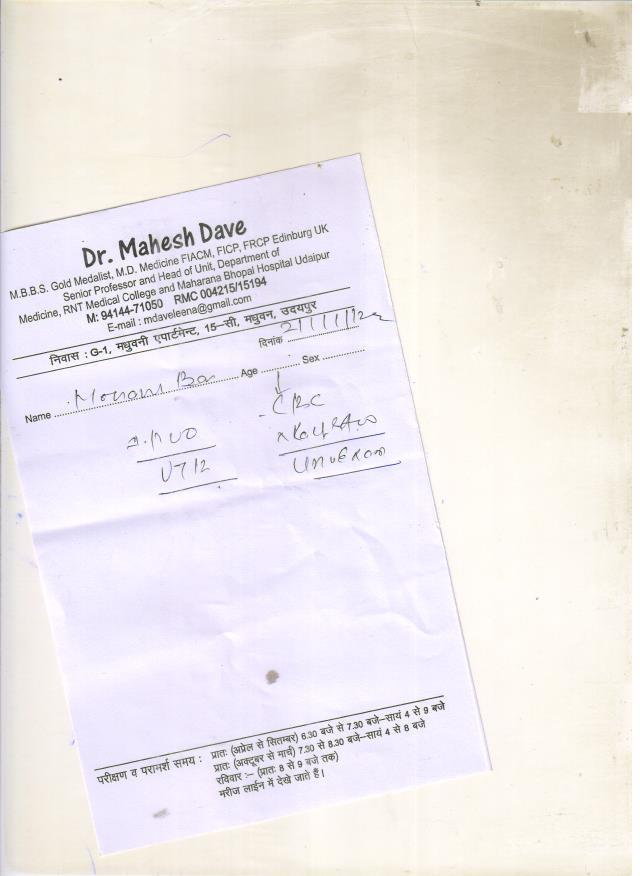 Dr. Mahesh Dave
M.B.B.S. Gold Medalist, M.D. Medicine FIACM, FICP, FRCP Edinburg UK
Senior Professor and Head of Unit, Department of
Medicine, RNT Medical College and Maharana Bhopal Hospital Udaipur
M: 94144-71050 RMC 004215/15194
E-mail : mdaveleena@gmail.com
निवास : G-1, मधुवनी एपार्टमेन्ट, 15-सी, मधुवन, उदयपुर
दिनांक
Name Age Sex
CBC
परीक्षण व परामर्श समय : प्रातः (अप्रेल से सितम्बर) 6.30 बजे से 7.30 बजे-सायं 4 से 9 बजे
प्रातः (अक्टूबर से मार्च) 7.30 से 8.30 बजे-सायं 4 से 8 बजे
रविवार :- (प्रातः 8 से 9 बजे तक)
मरीज लाईन में देखे जाते हैं।